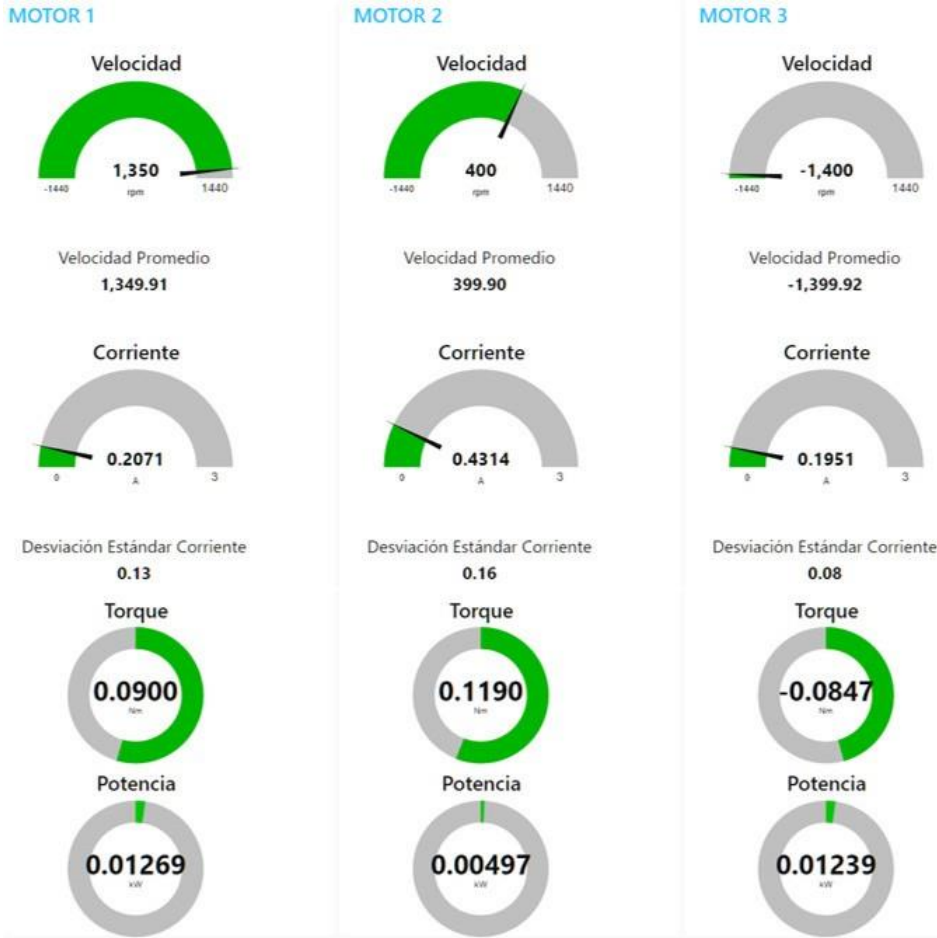 MOTOR 1
Velocidad
1,350
-1440
rpm
1440
Velocidad Promedio
1,349.91
Corriente
0.2071
0
A
3
Desviación Estándar Corriente
0.13
Torque
0.0900
Nm
Potencia
0.01269
kW
MOTOR 2
Velocidad
400
-1440
rpm
1440
Velocidad Promedio
399.90
Corriente
0.4314
0
A
3
Desviación Estándar Corriente
0.16
Torque
0.1190
Nm
Potencia
0.00497
kW
MOTOR 3
Velocidad
-1,400
-1440
rpm
1440
Velocidad Promedio
-1,399.92
Corriente
0.1951
0
A
3
Desviación Estándar Corriente
0.08
Torque
-0.0847
Nm
Potencia
0.01239
kW